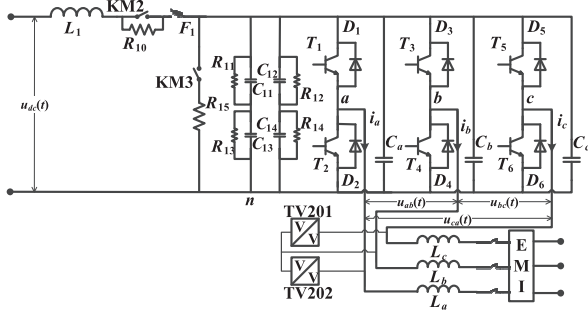 KM2
L1
R10
F1
D1
D3
D5
KM3
R11
C12
T1
T3
T5
C11
R12
R15
a
b
c
udc(t)
ia
ib
ic
C14
R14
Ca
Cb
R13
C13
T2
T4
T6
D2
D4
D6
n
uab(t)
ubc(t)
uca(t)
TV201
V
V
Lc
E
V
V
Lb
M
TV202
La
I